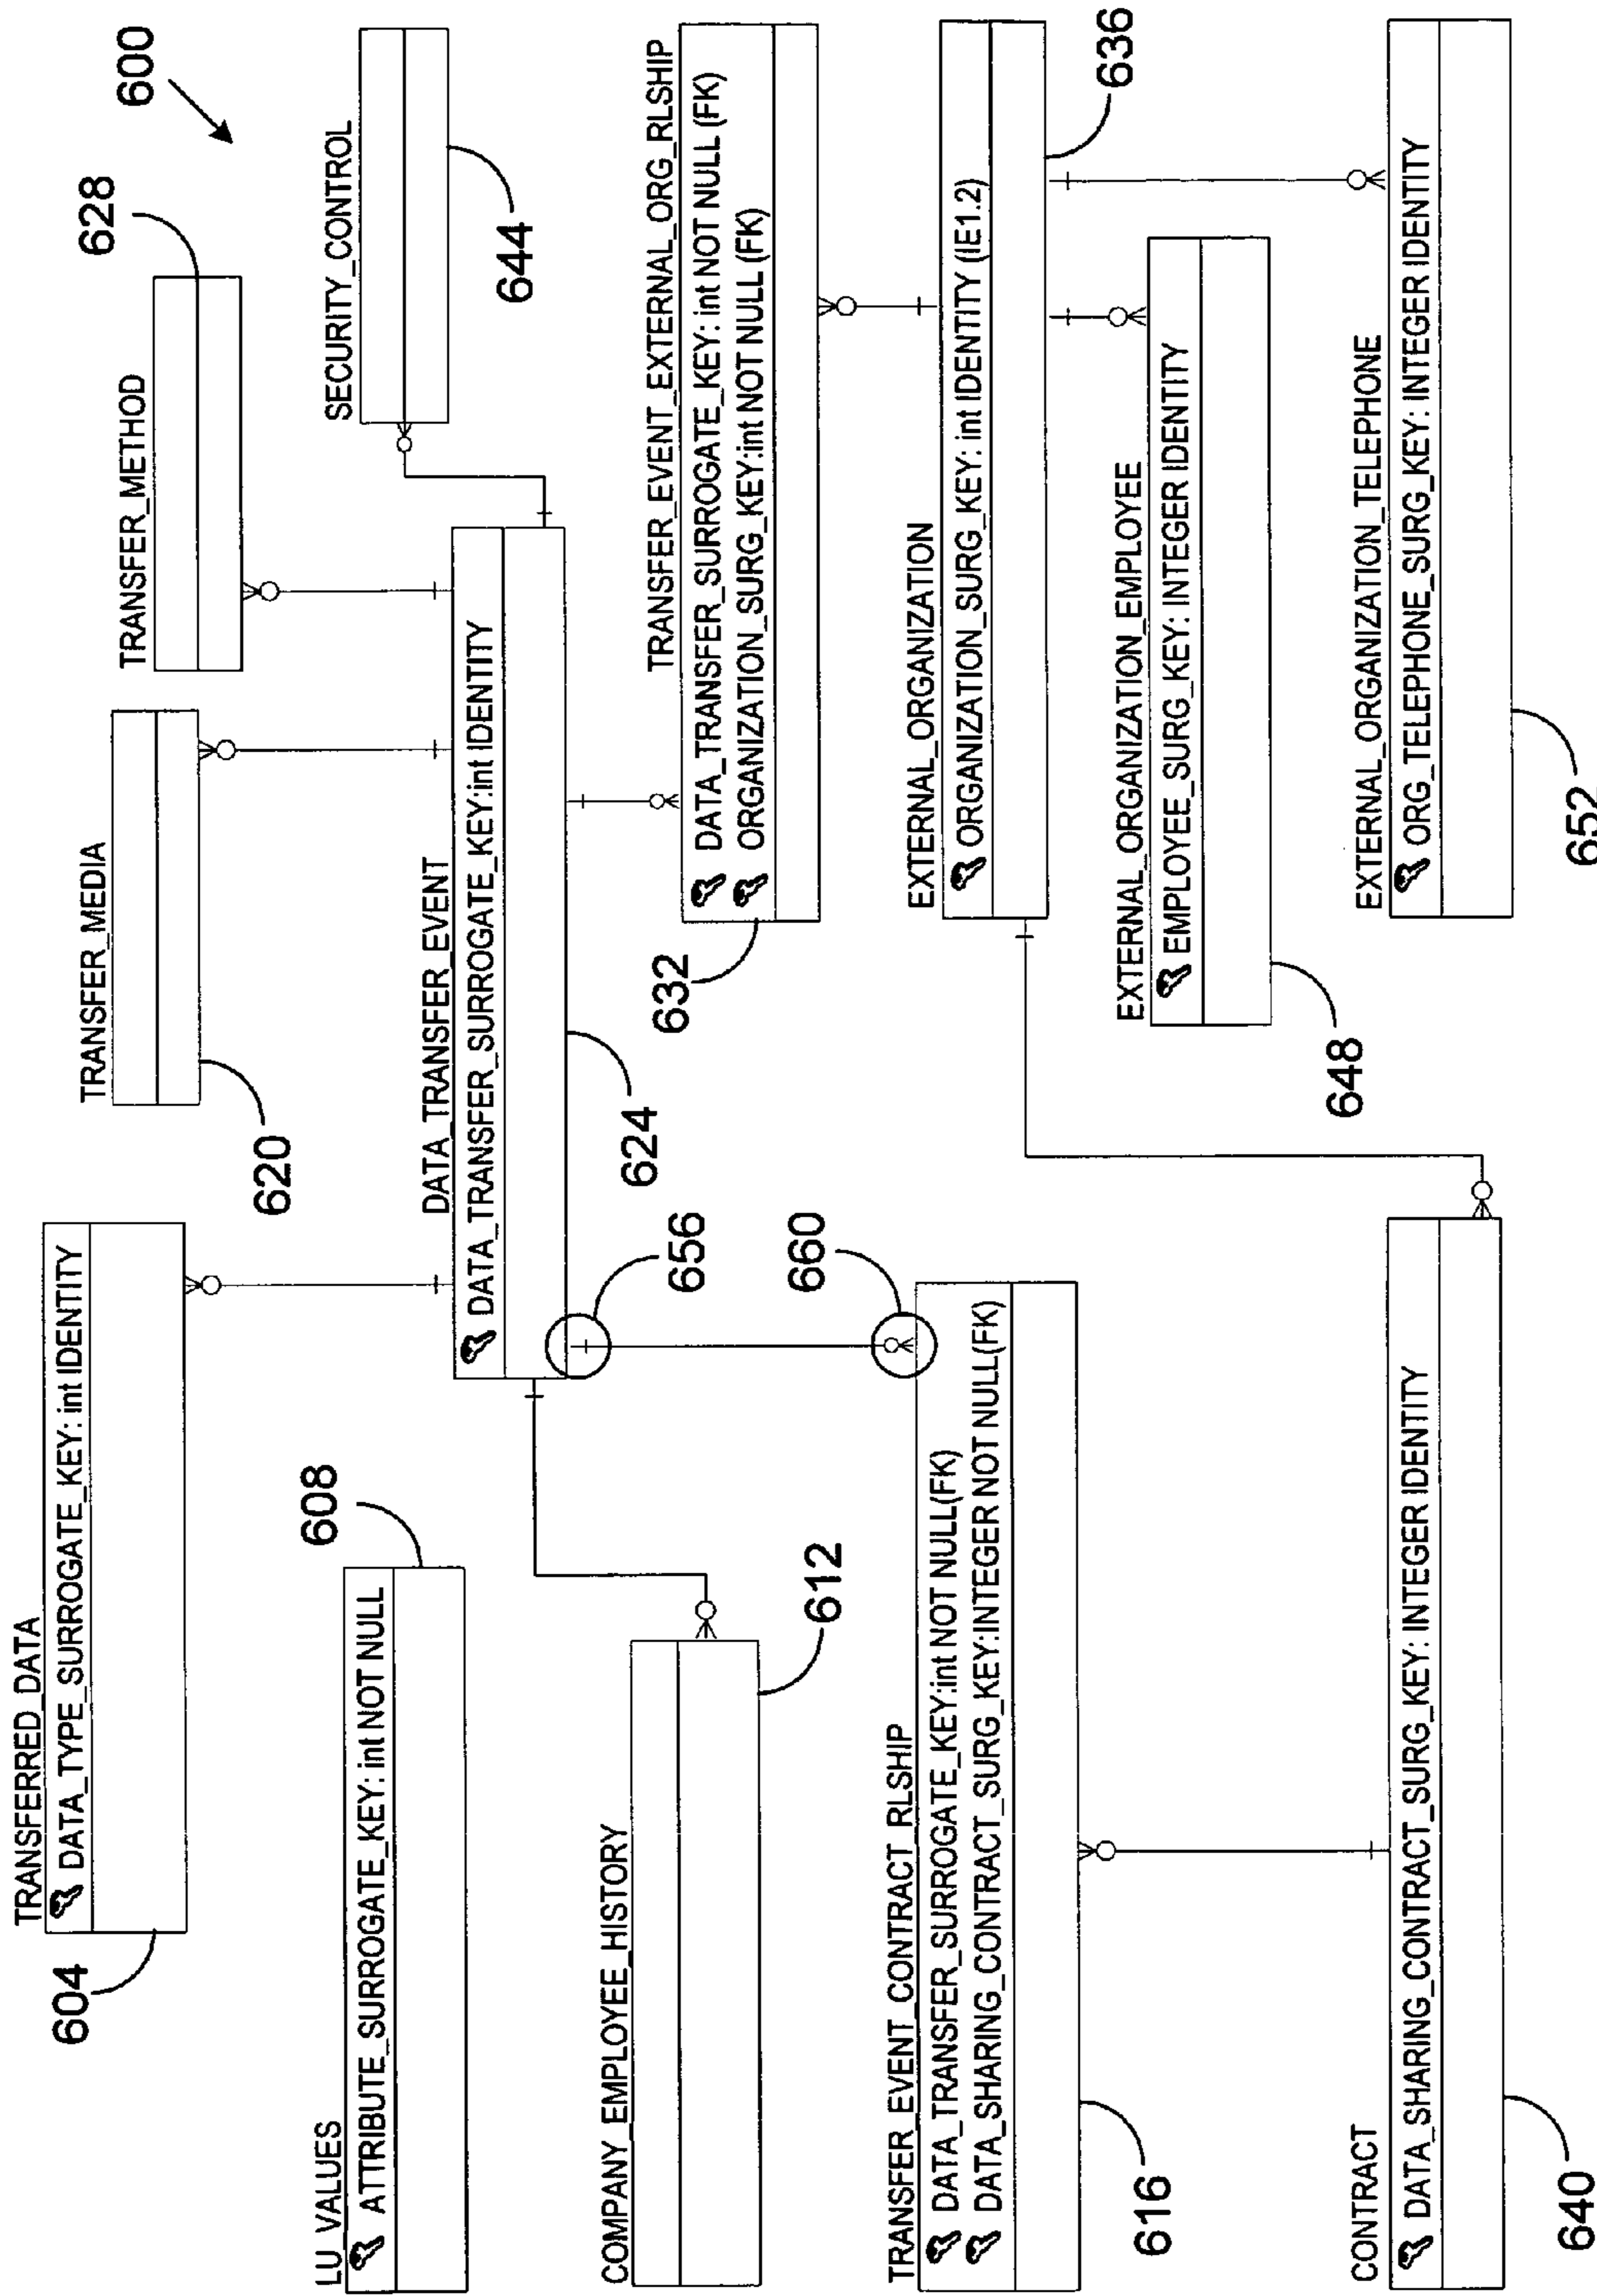 600
TRANSFERRED_DATA
DATA_TYPE_SURROGATE_KEY: int IDENTITY
604
LU_VALUES
ATTRIBUTE_SURROGATE_KEY: int NOT NULL
608
COMPANY_EMPLOYEE_HISTORY
612
TRANSFER_EVENT_CONTRACT_RLSHIP
DATA_TRANSFER_SURROGATE_KEY:int NOT NULL(FK)
DATA_SHARING_CONTRACT_SURG_KEY:INTEGER NOT NULL(FK)
616
CONTRACT
DATA_SHARING_CONTRACT_SURG_KEY: INTEGER IDENTITY
640
TRANSFER_MEDIA
620
DATA_TRANSFER_EVENT
DATA_TRANSFER_SURROGATE_KEY:int IDENTITY
624
656
660
TRANSFER_METHOD
628
SECURITY_CONTROL
644
TRANSFER_EVENT_EXTERNAL_ORG_RLSHIP
DATA_TRANSFER_SURROGATE_KEY: int NOT NULL (FK)
ORGANIZATION_SURG_KEY:int NOT NULL (FK)
632
EXTERNAL_ORGANIZATION
ORGANIZATION_SURG_KEY: int IDENTITY (IE1.2)
636
EXTERNAL_ORGANIZATION_EMPLOYEE
EMPLOYEE_SURG_KEY: INTEGER IDENTITY
648
EXTERNAL_ORGANIZATION_TELEPHONE
ORG_TELEPHONE_SURG_KEY: INTEGER IDENTITY
652